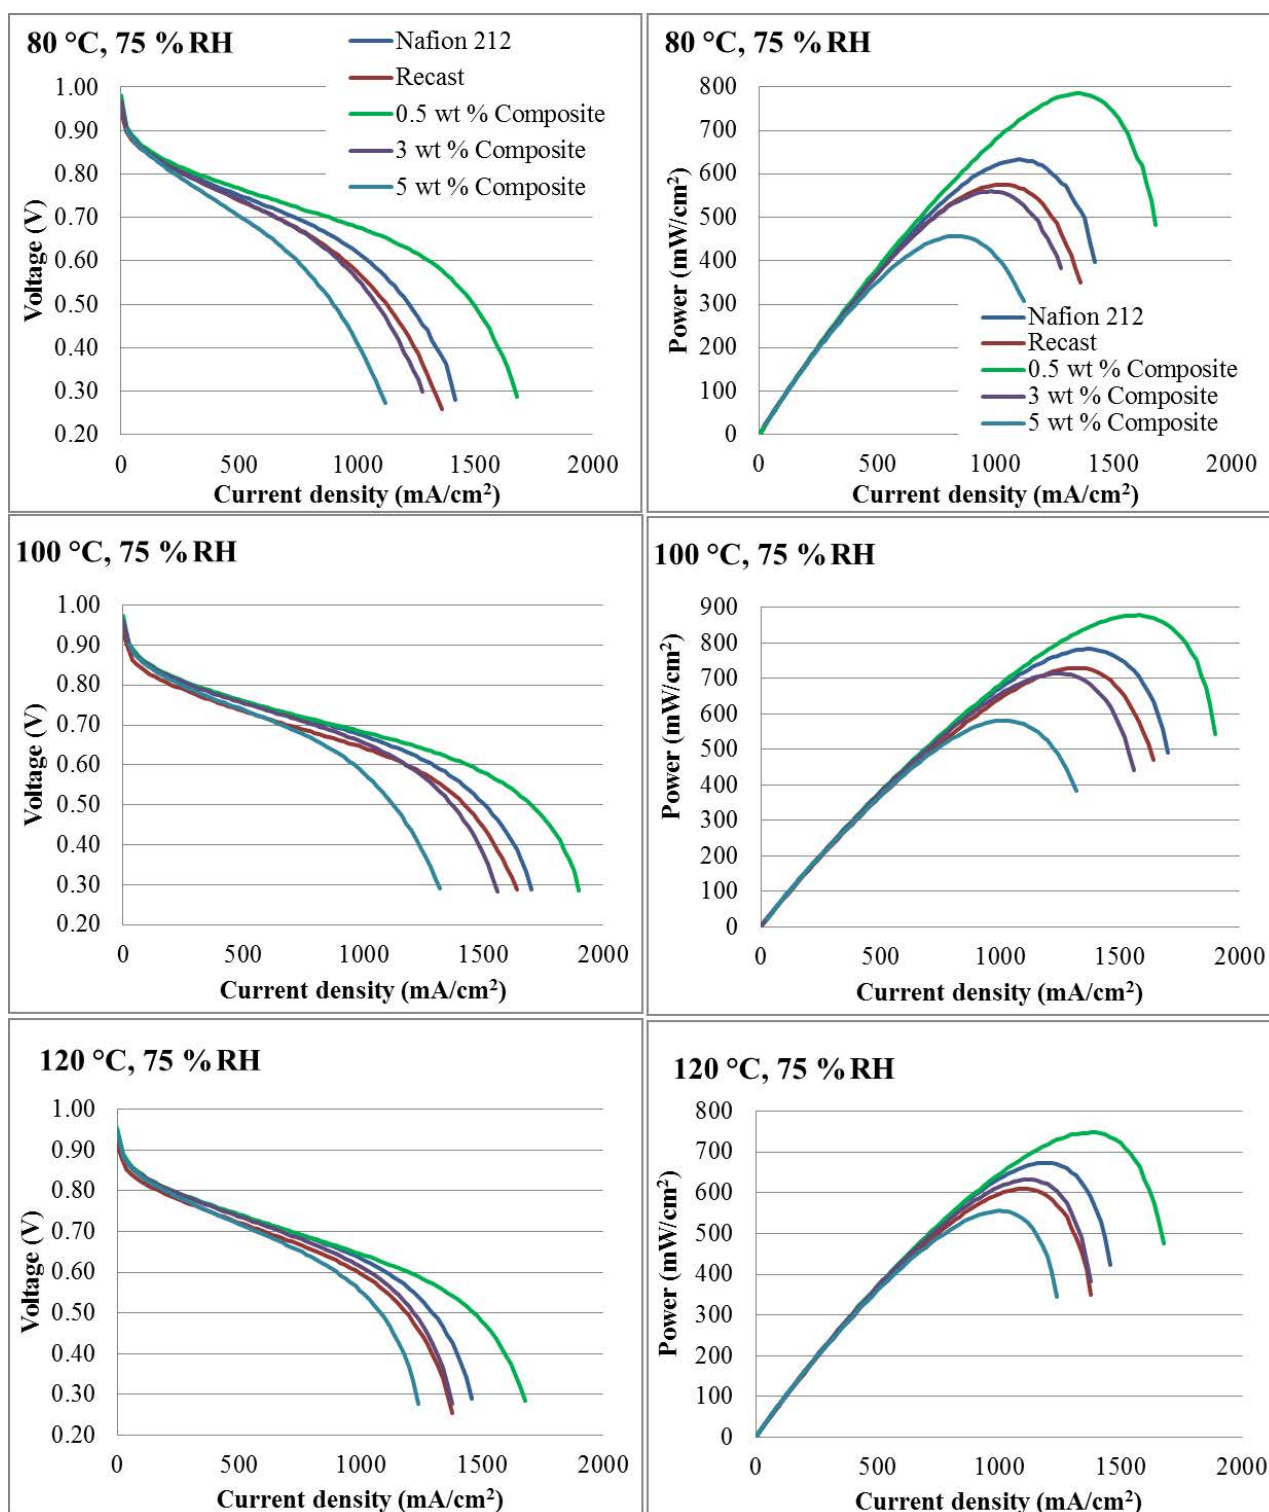 80 °C, 75 % RH
Nafion 212
Recast
0.5 wt % Composite
3 wt % Composite
5 wt % Composite
Voltage (V)
1.00
0.90
0.80
0.70
0.60
0.50
0.40
0.30
0.20
0 500 1000 1500 2000
Current density (mA/cm²)
80 °C, 75 % RH
Power (mW/cm²)
800
700
600
500
400
300
200
100
0
Nafion 212
Recast
0.5 wt % Composite
3 wt % Composite
5 wt % Composite
0 500 1000 1500 2000
Current density (mA/cm²)
100 °C, 75 % RH
Voltage (V)
1.00
0.90
0.80
0.70
0.60
0.50
0.40
0.30
0.20
0 500 1000 1500 2000
Current density (mA/cm²)
100 °C, 75 % RH
Power (mW/cm²)
900
800
700
600
500
400
300
200
100
0
0 500 1000 1500 2000
Current density (mA/cm²)
120 °C, 75 % RH
Voltage (V)
1.00
0.90
0.80
0.70
0.60
0.50
0.40
0.30
0.20
0 500 1000 1500 2000
Current density (mA/cm²)
120 °C, 75 % RH
Power (mW/cm²)
800
700
600
500
400
300
200
100
0
0 500 1000 1500 2000
Current density (mA/cm²)